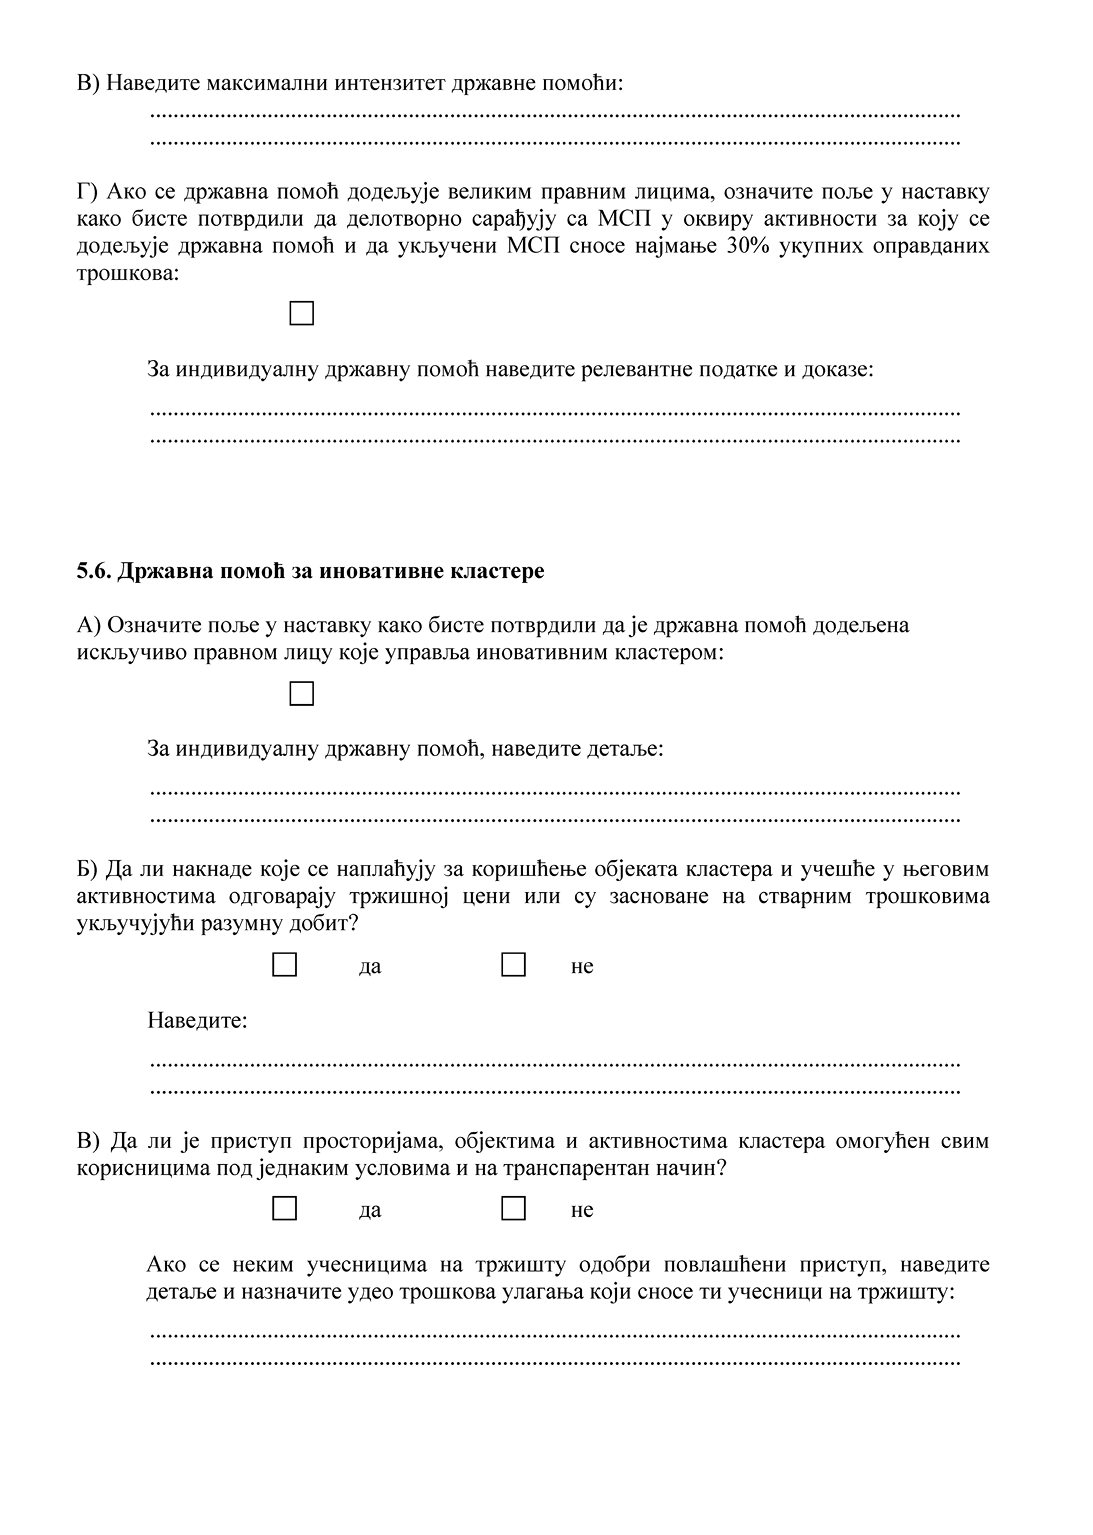 В) Наведите максимални интензитет државне помоћи:
..........................................................................................................................................
..........................................................................................................................................
Г) Ако се државна помоћ додељује великим правним лицима, означите поље у наставку
како бисте потврдили да делотворно сарађују са МСП у оквиру активности за коју се
додељује државна помоћ и да укључени МСП сносе најмање 30% укупних оправданих
трошкова:
За индивидуалну државну помоћ наведите релевантне податке и доказе:
..........................................................................................................................................
..........................................................................................................................................
5.6. Државна помоћ за иновативне кластере
А) Означите поље у наставку како бисте потврдили да је државна помоћ додељена
искључиво правном лицу које управља иновативним кластером:
За индивидуалну државну помоћ, наведите детаље:
..........................................................................................................................................
..........................................................................................................................................
Б) Да ли накнаде које се наплаћују за коришћење објеката кластера и учешће у његовим
активностима одговарају тржишној цени или су засноване на стварним трошковима
укључујући разумну добит?
да не
Наведите:
..........................................................................................................................................
..........................................................................................................................................
В) Да ли је приступ просторијама, објектима и активностима кластера омогућен свим
корисницима под једнаким условима и на транспарентан начин?
да не
Ако се неким учесницима на тржишту одобри повлашћени приступ, наведите
детаље и назначите удео трошкова улагања који сносе ти учесници на тржишту:
..........................................................................................................................................
..........................................................................................................................................